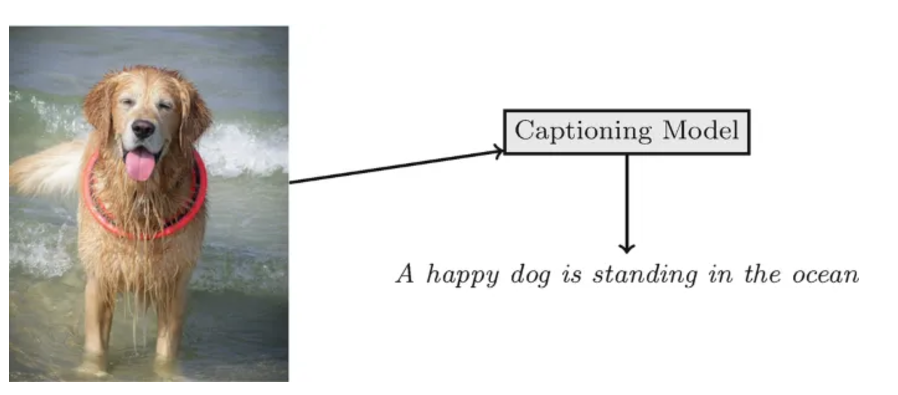 Captioning Model
A happy dog is standing in the ocean